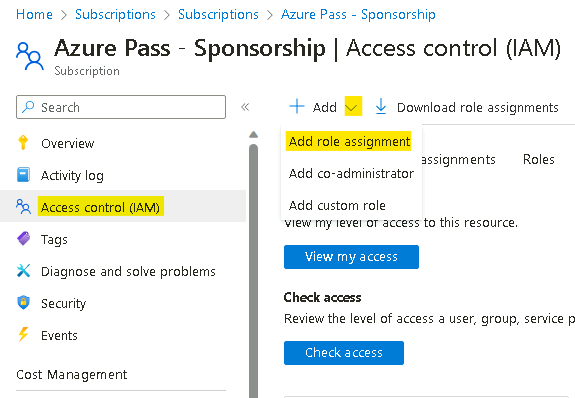 Home > Subscriptions > Subscriptions > Azure Pass - Sponsorship
Azure Pass - Sponsorship | Access control (IAM)
Subscription
Search
«
Add
Download role assignments
Overview
Activity log
Access control (IAM)
Tags
Diagnose and solve problems
Security
Events
Cost Management
Add role assignment
Add co-administrator
Add custom role
assignments
Roles
View my level of access to this resource.
View my access
Check access
Review the level of access a user, group, service p
Check access